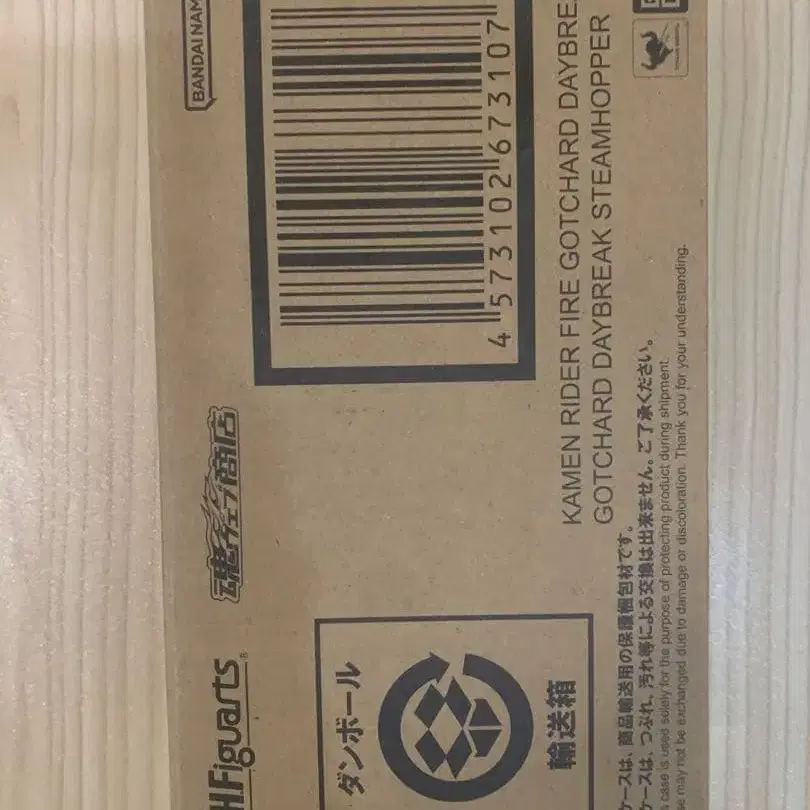 BANDAI NAM
4 573102 673107
KAMEN RIDER FIRE GOTCHARD DAYBRE
GOTCHARD DAYBREAK STEAMHOPPER
魂ウェブ商店
H.Figuarts
ダンボール
輸送箱
ケースは、商品輸送用の保護梱包材です。
ケースは、つぶれ、汚れ等による交換は出来ません。ご了承ください。
case is used solely for the purpose of protecting product during shipment.
may not be exchanged due to damage or discoloration. Thank you for your understanding.